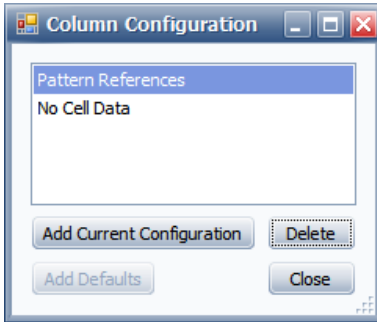 Column Configuration
Pattern References
No Cell Data
Add Current Configuration Delete
Add Defaults Close